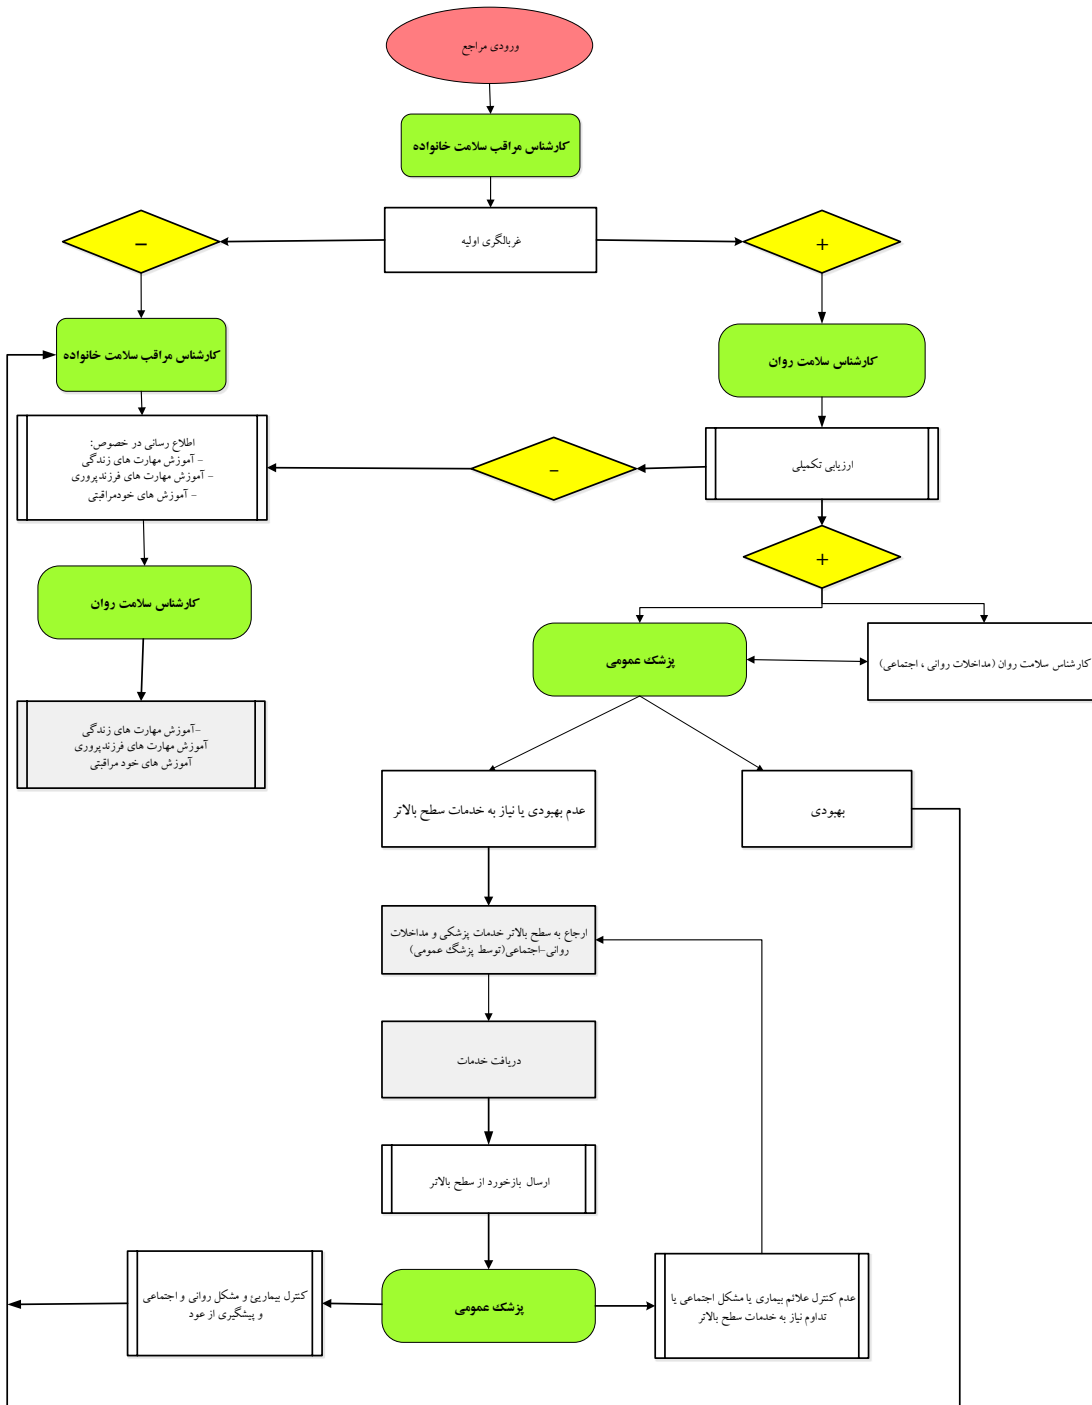 ورودی مراجع
کارشناس مراقب سلامت خانواده
غربالگری اولیه
–
+
کارشناس مراقب سلامت خانواده
کارشناس سلامت روان
اطلاع رسانی در خصوص:
– آموزش مهارت های زندگی
– آموزش مهارت های فرزندپروری
– آموزش های خودمراقبتی
–
ارزیابی تکمیلی
+
کارشناس سلامت روان
پزشک عمومی
کارشناس سلامت روان (مداخلات روانی ، اجتماعی)
–آموزش مهارت های زندگی
آموزش مهارت های فرزندپروری
آموزش های خود مراقبتی
عدم بهبودی یا نیاز به خدمات سطح بالاتر
بهبودی
ارجاع به سطح بالاتر خدمات پزشکی و مداخلات
روانی–اجتماعی(توسط پزشگ عمومی)
دریافت خدمات
ارسال بازخورد از سطح بالاتر
کنترل بیماریئ و مشکل روانی و اجتماعی
و پیشگیری از عود
پزشک عمومی
عدم کنترل علائم بیماری یا مشکل اجتماعی یا
تداوم نیاز به خدمات سطح بالاتر